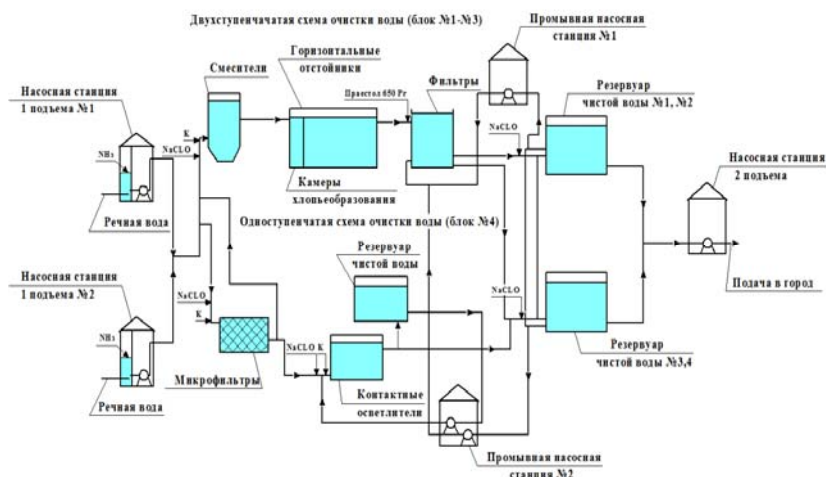 Двухступенчачатая схема очистки воды (блок №1-№3)
Промывная насосная
станция №1
Горизонтальные
отстойники
Смесители
Фильтры
Праестол 650 Pr
Резервуар
чистой воды №1, №2
Насосная станция
1 подъема №1
К
NaCLO
NaCLO
NH₃
Насосная станция
2 подъема
Камеры
хлопьеобразования
Речная вода
Одноступенчатая схема очистки воды (блок №4)
Резервуар
чистой воды
Подача в город
Насосная станция
1 подъема №2
NaCLO
К
NaCLO
NH₃
NaCLO К
Резервуар
чистой воды №3,4
Микрофильтры
Контактные
осветлители
Речная вода
Промывная насосная
станция №2